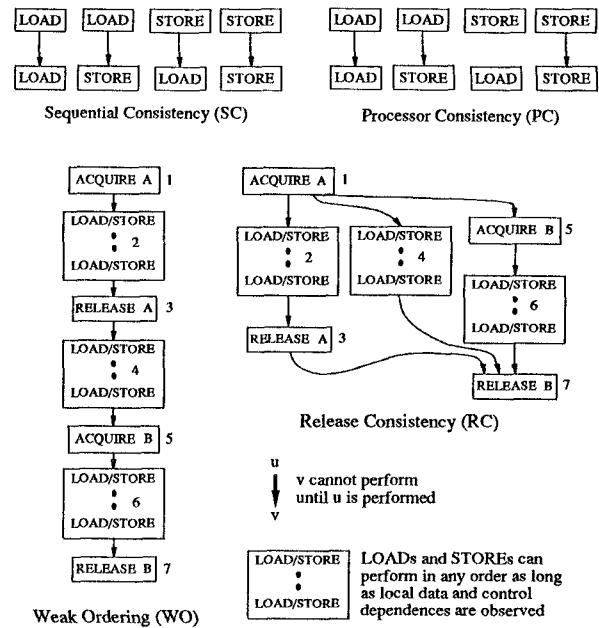 LOAD LOAD STORE STORE
LOAD STORE LOAD STORE
Sequential Consistency (SC)
LOAD LOAD STORE STORE
LOAD STORE LOAD STORE
Processor Consistency (PC)
ACQUIRE A 1
LOAD/STORE
2
LOAD/STORE
RELEASE A 3
LOAD/STORE
4
LOAD/STORE
ACQUIRE B 5
LOAD/STORE
6
LOAD/STORE
RELEASE B 7
Weak Ordering (WO)
ACQUIRE A 1
LOAD/STORE
2
LOAD/STORE
RELEASE A 3
LOAD/STORE
4
LOAD/STORE
ACQUIRE B 5
LOAD/STORE
6
LOAD/STORE
RELEASE B 7
Release Consistency (RC)
u
v cannot perform
until u is performed
v
LOAD/STORE
LOAD/STORE
LOADs and STOREs can
perform in any order as long
as local data and control
dependences are observed